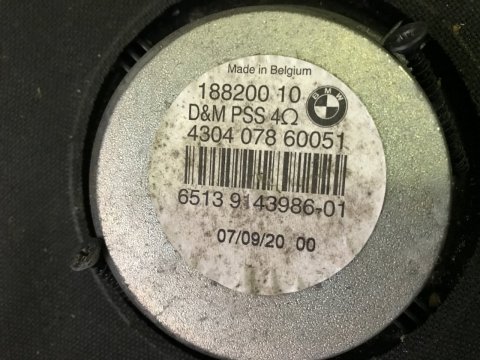 Made in Belgium
188200 10
BMW
D&M PSS 4Ω
4304 078 60051
6513 9143986-01
07/09/20 00